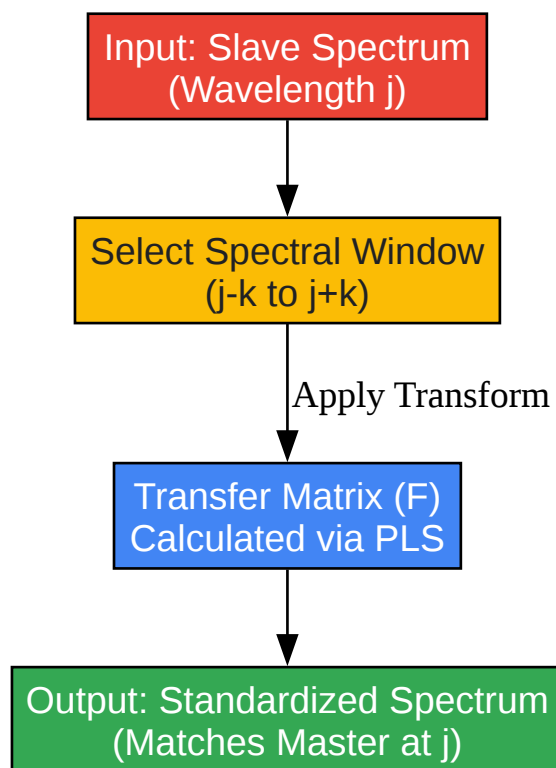 Input: Slave Spectrum
(Wavelength j)
Select Spectral Window
(j-k to j+k)
Apply Transform
Transfer Matrix (F)
Calculated via PLS
Output: Standardized Spectrum
(Matches Master at j)